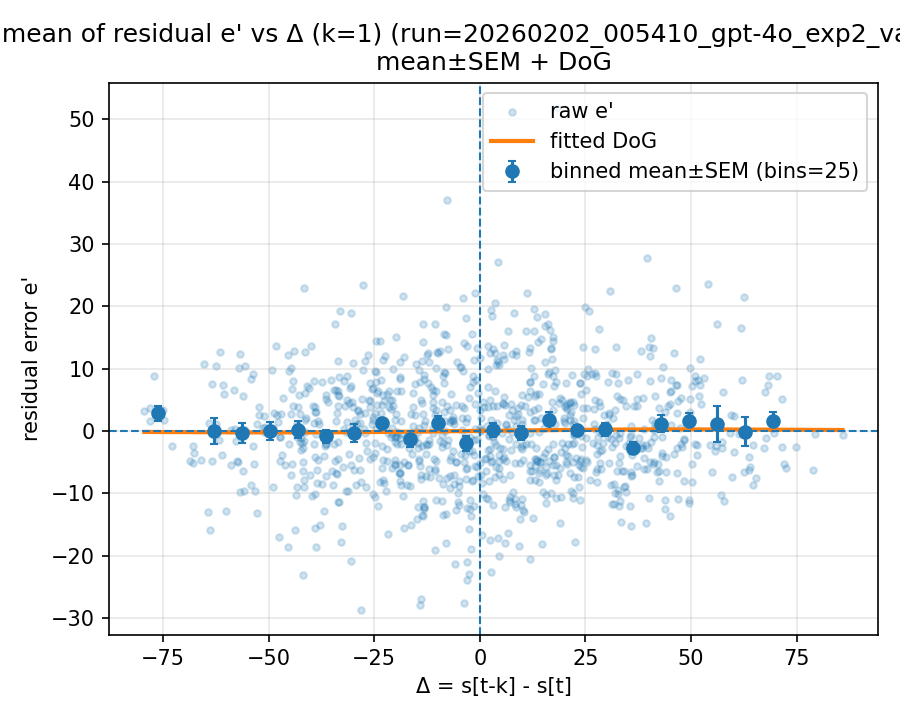 mean of residual e' vs Δ (k=1) (run=20260202_005410_gpt-4o_exp2_va
mean±SEM + DoG
raw e'
fitted DoG
binned mean±SEM (bins=25)
50
40
30
20
10
0
−10
−20
−30
residual error e'
−75
−50
−25
0
25
50
75
Δ = s[t-k] - s[t]